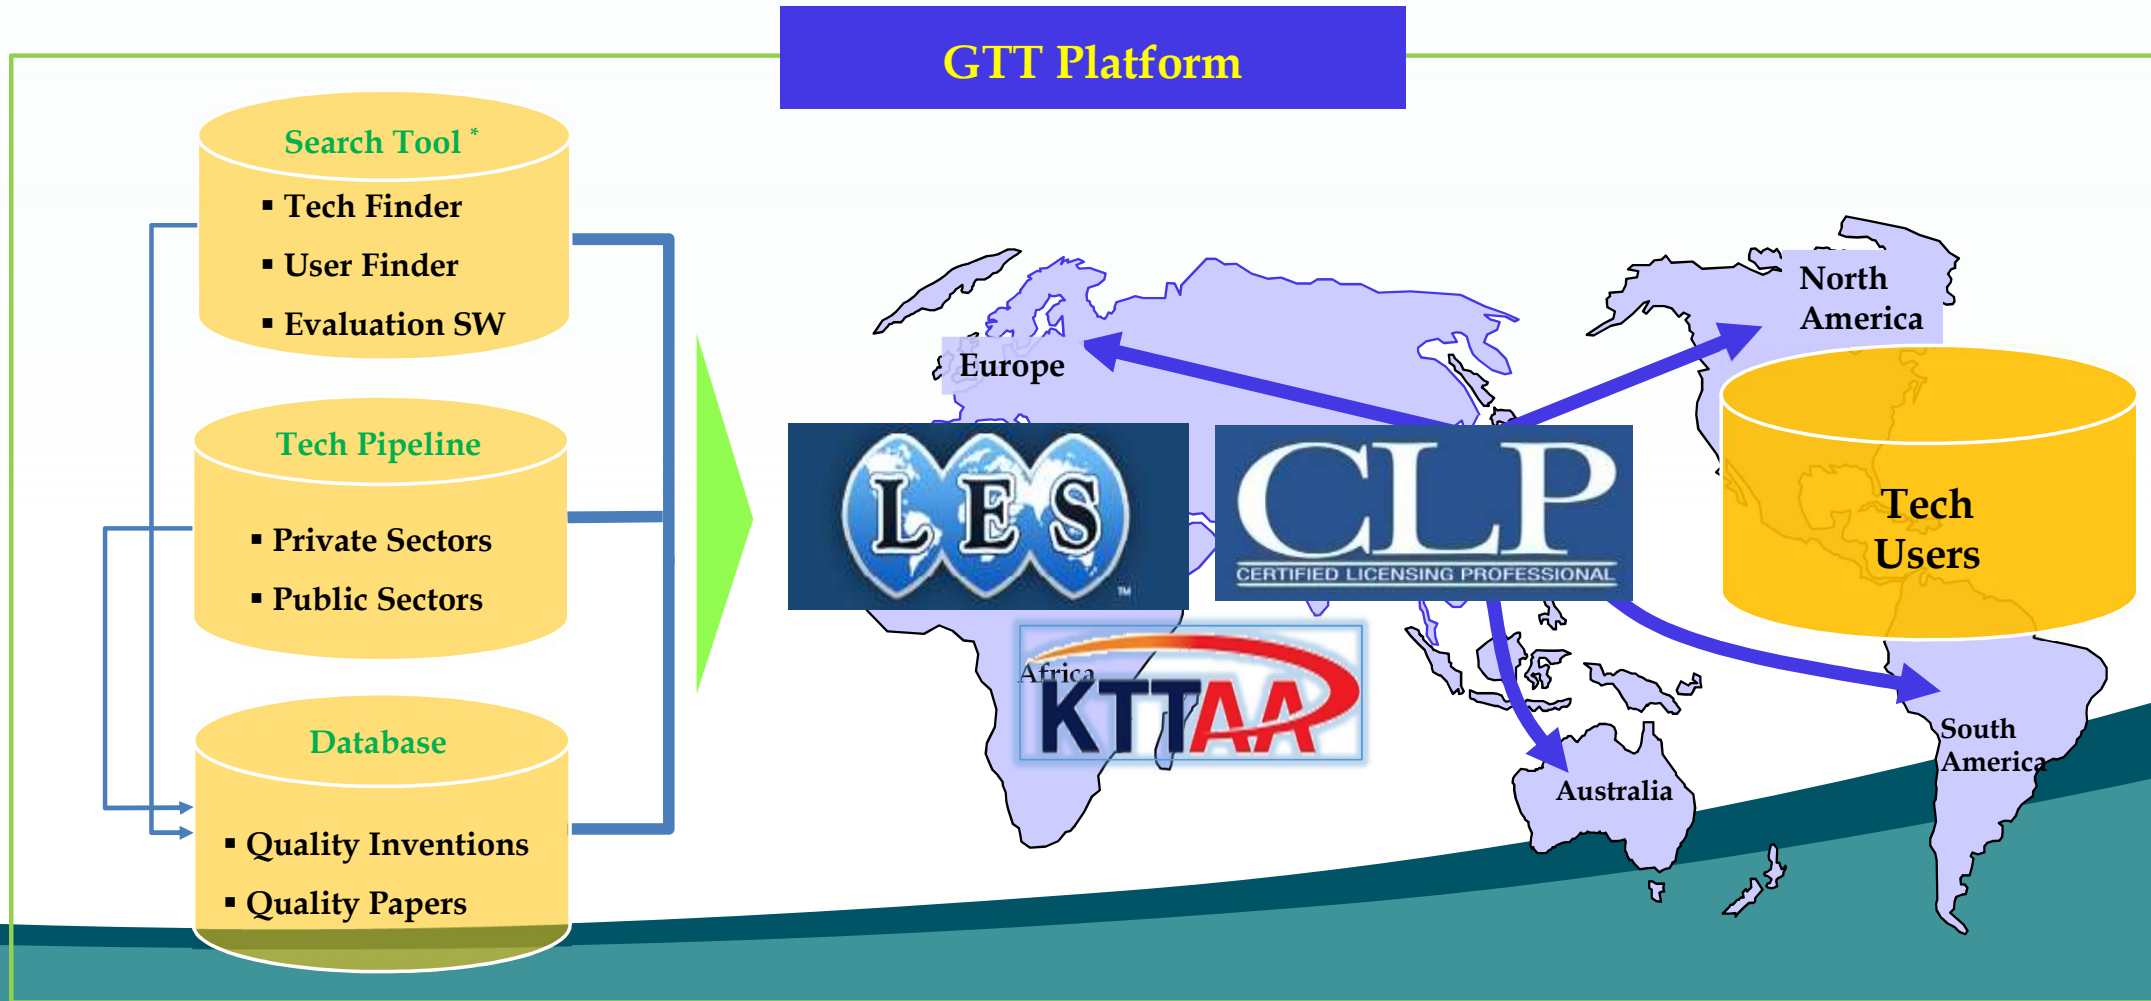 GTT Platform
Search Tool *
▪ Tech Finder
▪ User Finder
▪ Evaluation SW
Tech Pipeline
▪ Private Sectors
▪ Public Sectors
Database
▪ Quality Inventions
▪ Quality Papers
Europe
North
America
LES
TM
CLP
CERTIFIED LICENSING PROFESSIONAL
Tech
Users
Africa
KTTAA
Australia
South
America